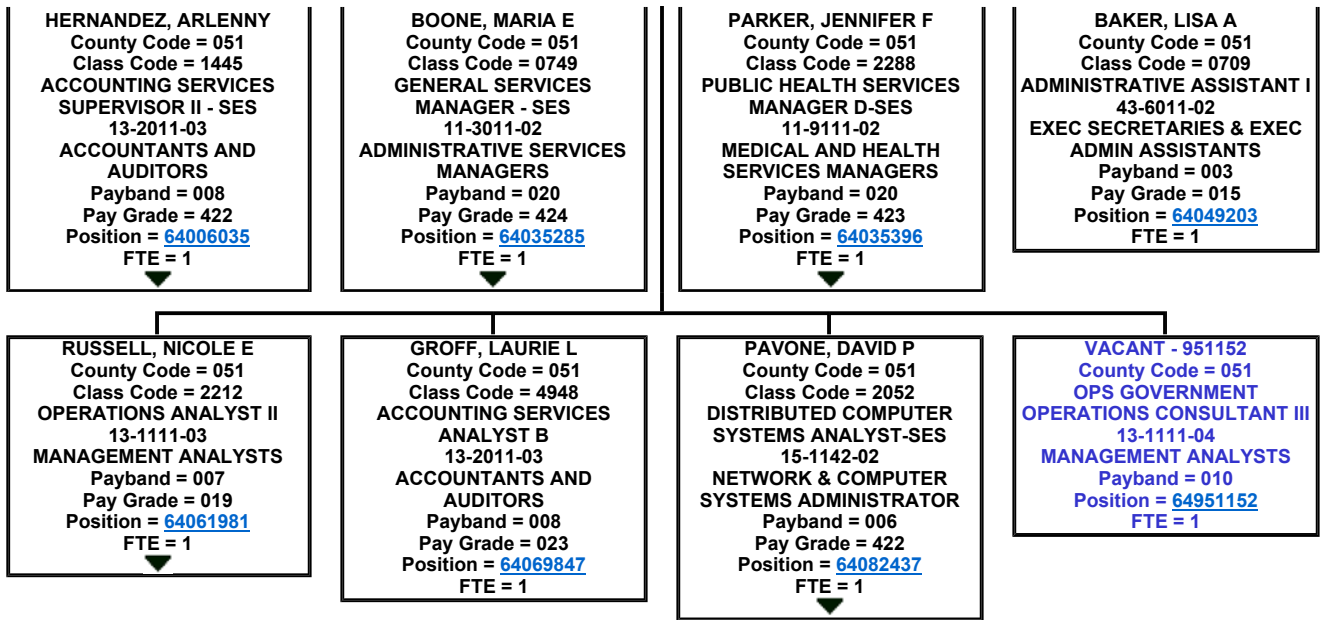 HERNANDEZ, ARLENNY
County Code = 051
Class Code = 1445
ACCOUNTING SERVICES
SUPERVISOR II - SES
13-2011-03
ACCOUNTANTS AND
AUDITORS
Payband = 008
Pay Grade = 422
Position = 64006035
FTE = 1
BOONE, MARIA E
County Code = 051
Class Code = 0749
GENERAL SERVICES
MANAGER - SES
11-3011-02
ADMINISTRATIVE SERVICES
MANAGERS
Payband = 020
Pay Grade = 424
Position = 64035285
FTE = 1
PARKER, JENNIFER F
County Code = 051
Class Code = 2288
PUBLIC HEALTH SERVICES
MANAGER D-SES
11-9111-02
MEDICAL AND HEALTH
SERVICES MANAGERS
Payband = 020
Pay Grade = 423
Position = 64035396
FTE = 1
BAKER, LISA A
County Code = 051
Class Code = 0709
ADMINISTRATIVE ASSISTANT I
43-6011-02
EXEC SECRETARIES & EXEC
ADMIN ASSISTANTS
Payband = 003
Pay Grade = 015
Position = 64049203
FTE = 1
RUSSELL, NICOLE E
County Code = 051
Class Code = 2212
OPERATIONS ANALYST II
13-1111-03
MANAGEMENT ANALYSTS
Payband = 007
Pay Grade = 019
Position = 64061981
FTE = 1
GROFF, LAURIE L
County Code = 051
Class Code = 4948
ACCOUNTING SERVICES
ANALYST B
13-2011-03
ACCOUNTANTS AND
AUDITORS
Payband = 008
Pay Grade = 023
Position = 64069847
FTE = 1
PAVONE, DAVID P
County Code = 051
Class Code = 2052
DISTRIBUTED COMPUTER
SYSTEMS ANALYST-SES
15-1142-02
NETWORK & COMPUTER
SYSTEMS ADMINISTRATOR
Payband = 006
Pay Grade = 422
Position = 64082437
FTE = 1
VACANT - 951152
County Code = 051
OPS GOVERNMENT
OPERATIONS CONSULTANT III
13-1111-04
MANAGEMENT ANALYSTS
Payband = 010
Position = 64951152
FTE = 1